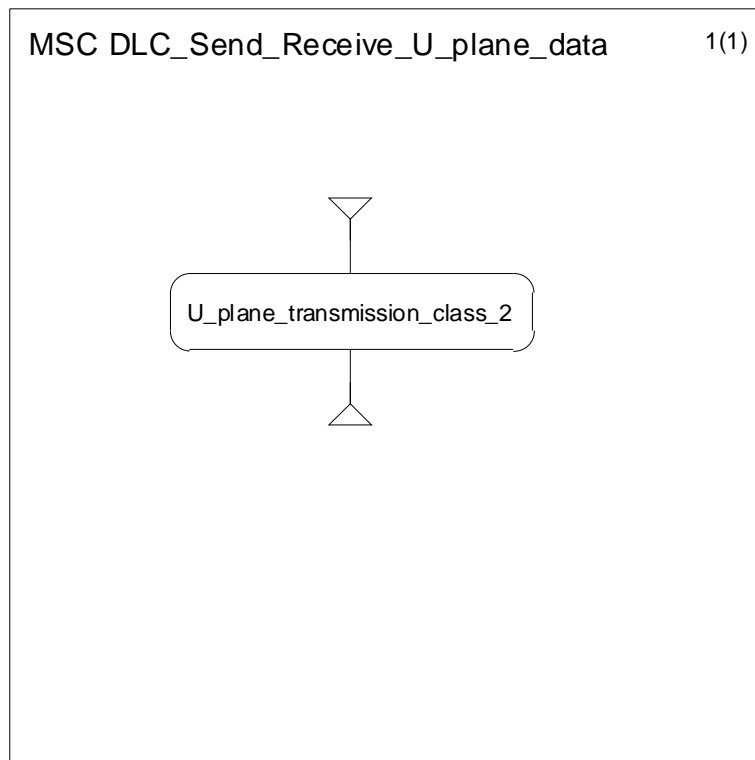 MSC DLC_Send_Receive_U_plane_data 1(1)
U_plane_transmission_class_2